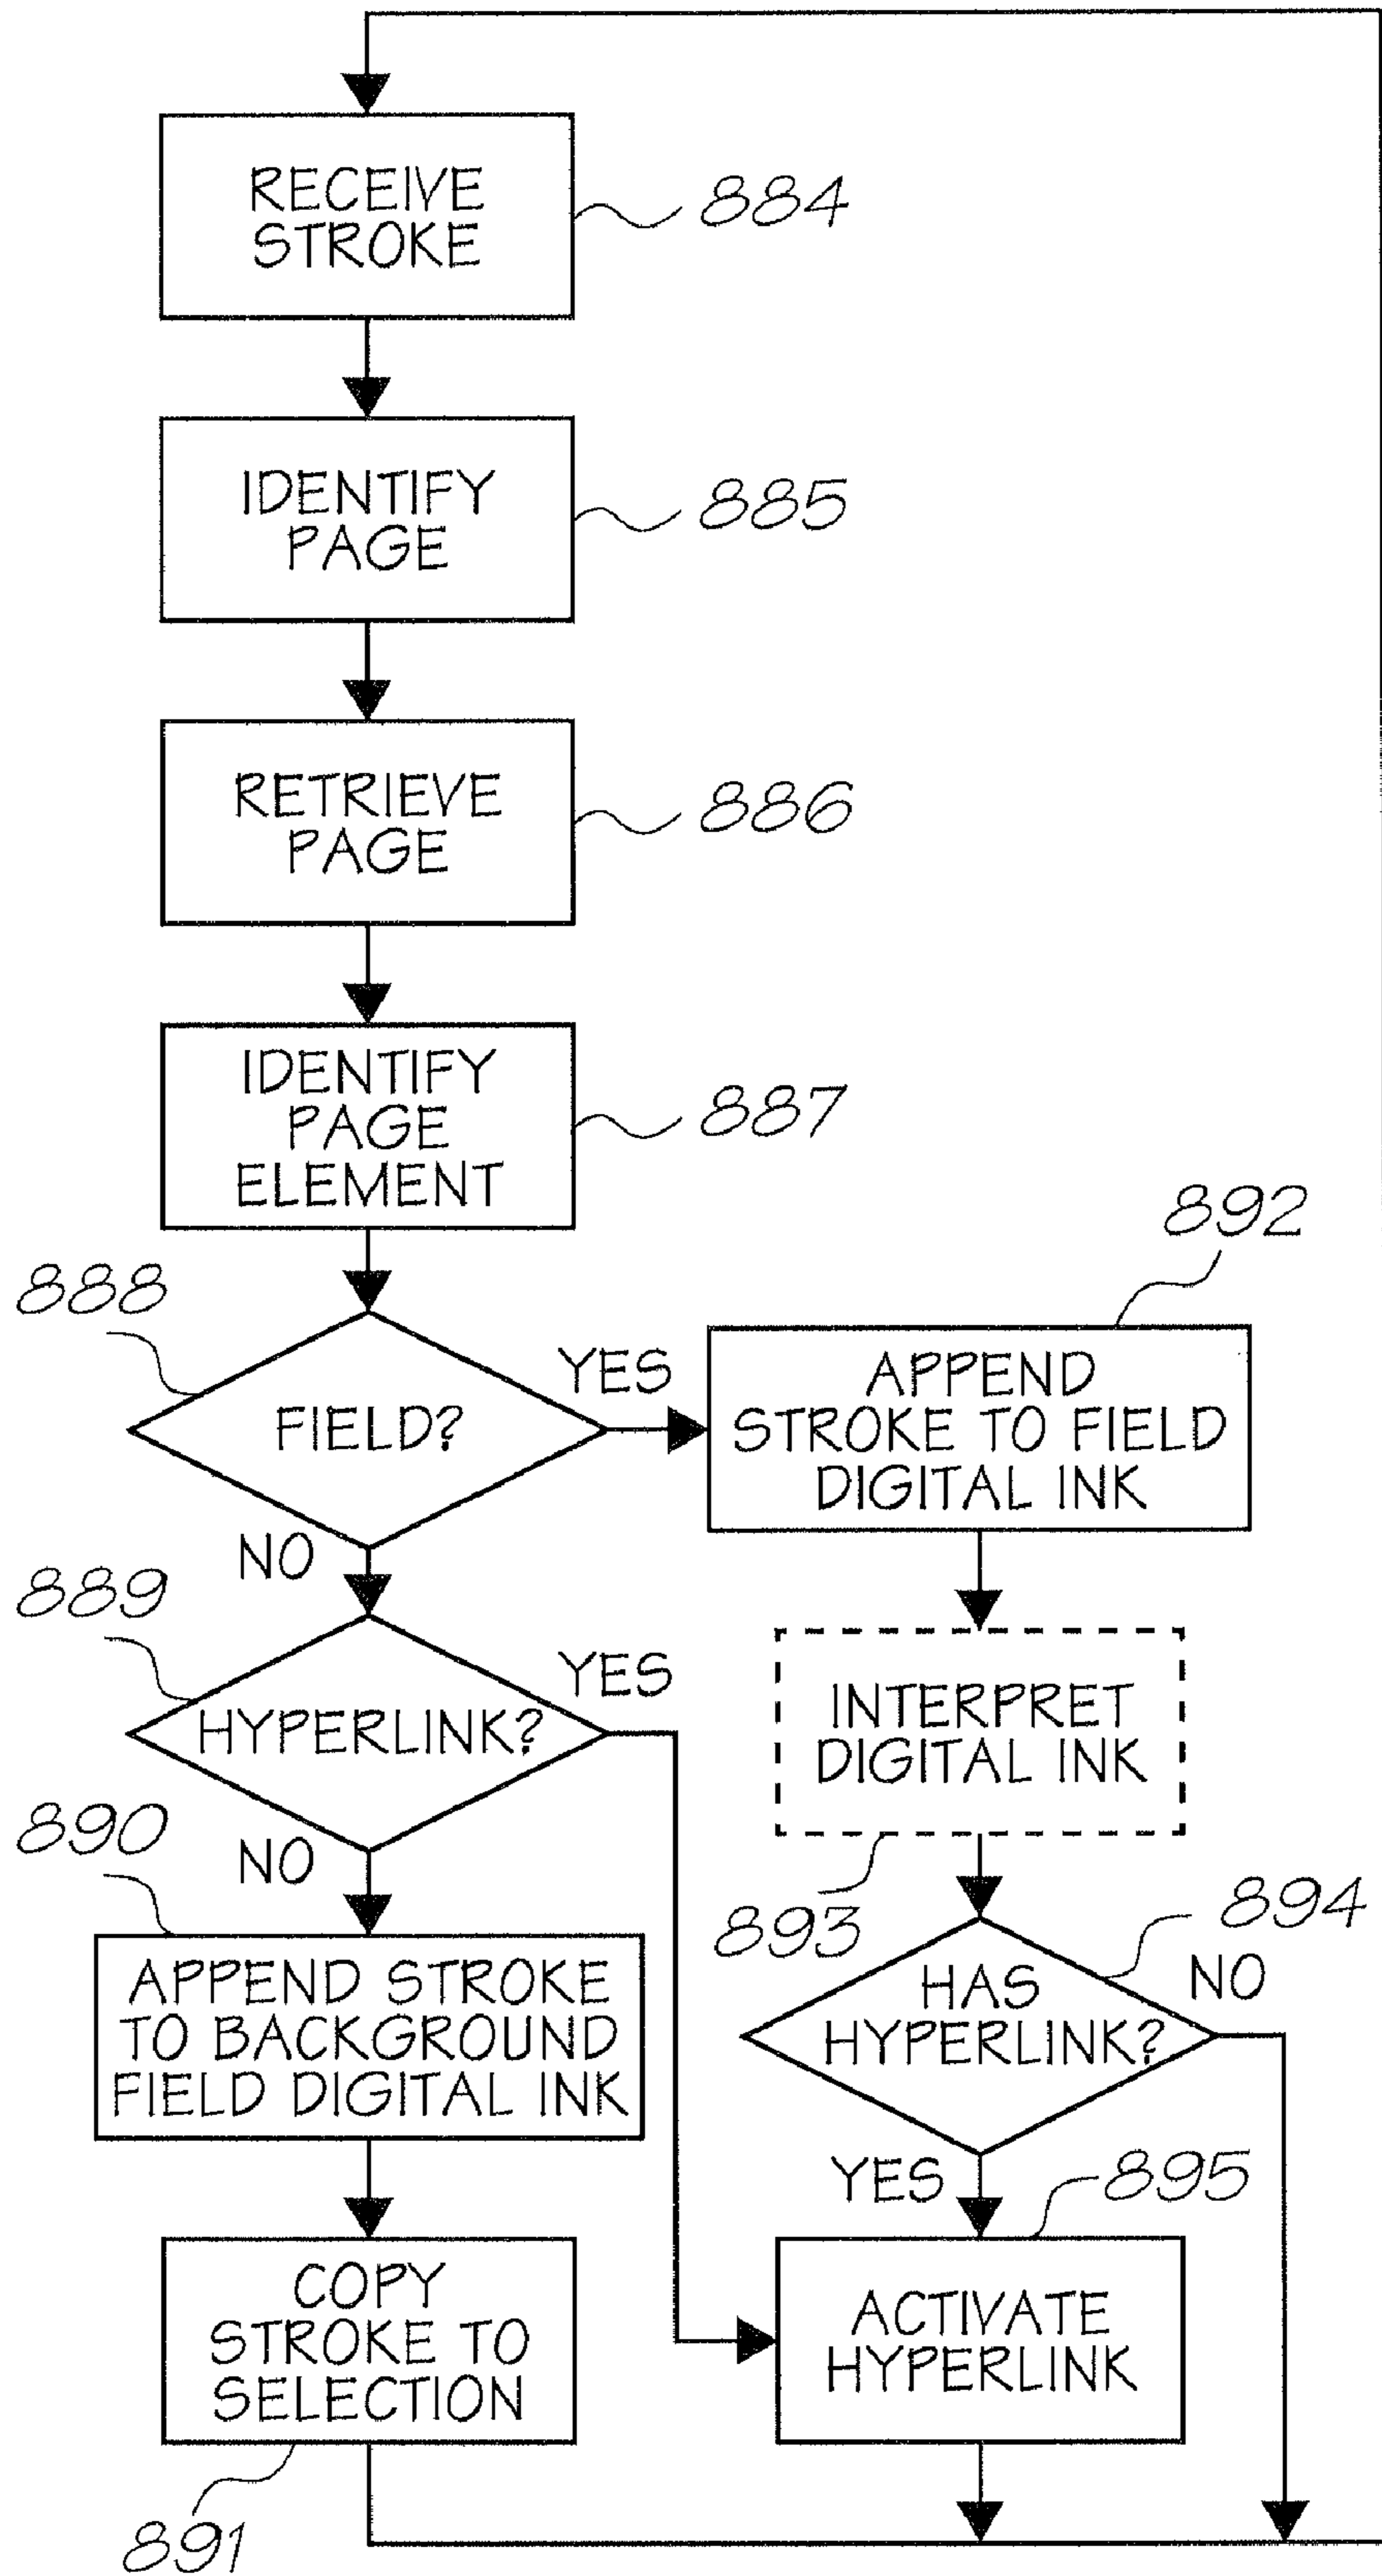 RECEIVE
STROKE
884
IDENTIFY
PAGE
885
RETRIEVE
PAGE
886
IDENTIFY
PAGE
ELEMENT
887
888
FIELD?
YES
NO
892
APPEND
STROKE TO FIELD
DIGITAL INK
889
HYPERLINK?
YES
NO
INTERPRET
DIGITAL INK
893
890
APPEND STROKE
TO BACKGROUND
FIELD DIGITAL INK
894
HAS
HYPERLINK?
NO
YES
895
COPY
STROKE TO
SELECTION
891
ACTIVATE
HYPERLINK